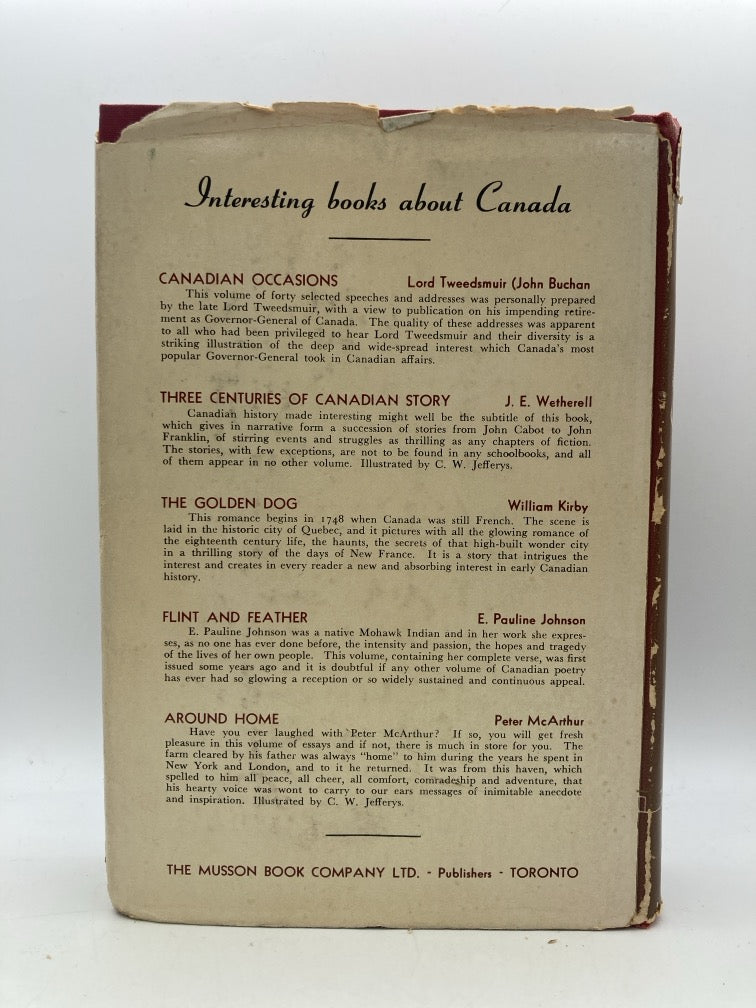 Interesting books about Canada
CANADIAN OCCASIONS Lord Tweedsmuir (John Buchan
This volume of forty selected speeches and addresses was personally prepared
by the late Lord Tweedsmuir, with a view to publication on his impending retire-
ment as Governor-General of Canada. The quality of these addresses was apparent
to all who had been privileged to hear Lord Tweedsmuir and their diversity is a
striking illustration of the deep and wide-spread interest which Canada's most
popular Governor-General took in Canadian affairs.
THREE CENTURIES OF CANADIAN STORY J. E. Wetherell
Canadian history made interesting might well be the subtitle of this book,
which gives in narrative form a succession of stories from John Cabot to John
Franklin, of stirring events and struggles as thrilling as any chapters of fiction.
The stories, with few exceptions, are not to be found in any schoolbooks, and all
of them appear in no other volume. Illustrated by C. W. Jefferys.
THE GOLDEN DOG William Kirby
This romance begins in 1748 when Canada was still French. The scene is
laid in the historic city of Quebec, and it pictures with all the glowing romance of
the eighteenth century life, the haunts, the secrets of that high-built wonder city
in a thrilling story of the days of New France. It is a story that intrigues the
interest and creates in every reader a new and absorbing interest in early Canadian
history.
FLINT AND FEATHER E. Pauline Johnson
E. Pauline Johnson was a native Mohawk Indian and in her work she expres-
ses, as no one has ever done before, the intensity and passion, the hopes and tragedy
of the lives of her own people. This volume, containing her complete verse, was first
issued some years ago and it is doubtful if any other volume of Canadian poetry
has ever had so glowing a reception or so widely sustained and continuous appeal.
AROUND HOME Peter McArthur
Have you ever laughed with Peter McArthur? If so, you will get fresh
pleasure in this volume of essays and if not, there is much in store for you. The
farm cleared by his father was always "home" to him during the years he spent in
New York and London, and to it he returned. It was from this haven, which
spelled to him all peace, all cheer, all comfort, comradeship and adventure, that
his hearty voice was wont to carry to our ears messages of inimitable anecdote
and inspiration. Illustrated by C. W. Jefferys.
THE MUSSON BOOK COMPANY LTD. - Publishers - TORONTO